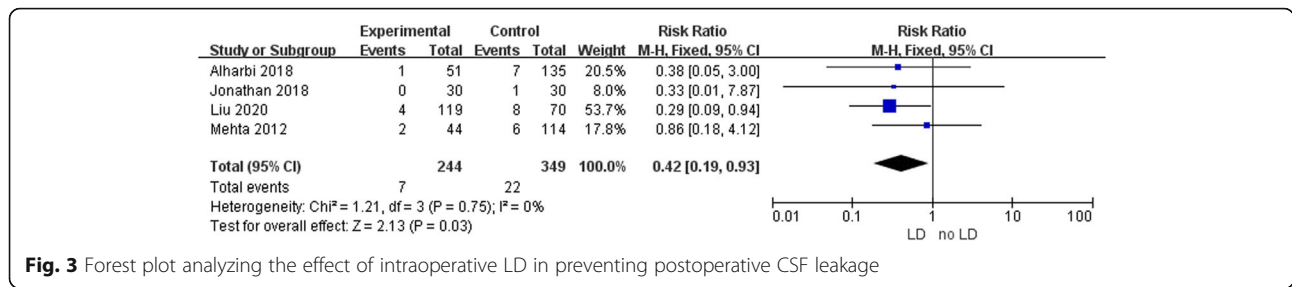 Experimental Control Risk Ratio Risk Ratio
Study or Subgroup Events Total Events Total Weight M-H, Fixed, 95% CI M-H, Fixed, 95% CI
Alharbi 2018 1 51 7 135 20.5% 0.38 [0.05, 3.00]
Jonathan 2018 0 30 1 30 8.0% 0.33 [0.01, 7.87]
Liu 2020 4 119 8 70 53.7% 0.29 [0.09, 0.94]
Mehta 2012 2 44 6 114 17.8% 0.86 [0.18, 4.12]
Total (95% CI) 244 349 100.0% 0.42 [0.19, 0.93]
Total events 7 22
Heterogeneity: Chi² = 1.21, df = 3 (P = 0.75); I² = 0%
Test for overall effect: Z = 2.13 (P = 0.03)
0.01 0.1 1 10 100
LD no LD
Fig. 3 Forest plot analyzing the effect of intraoperative LD in preventing postoperative CSF leakage